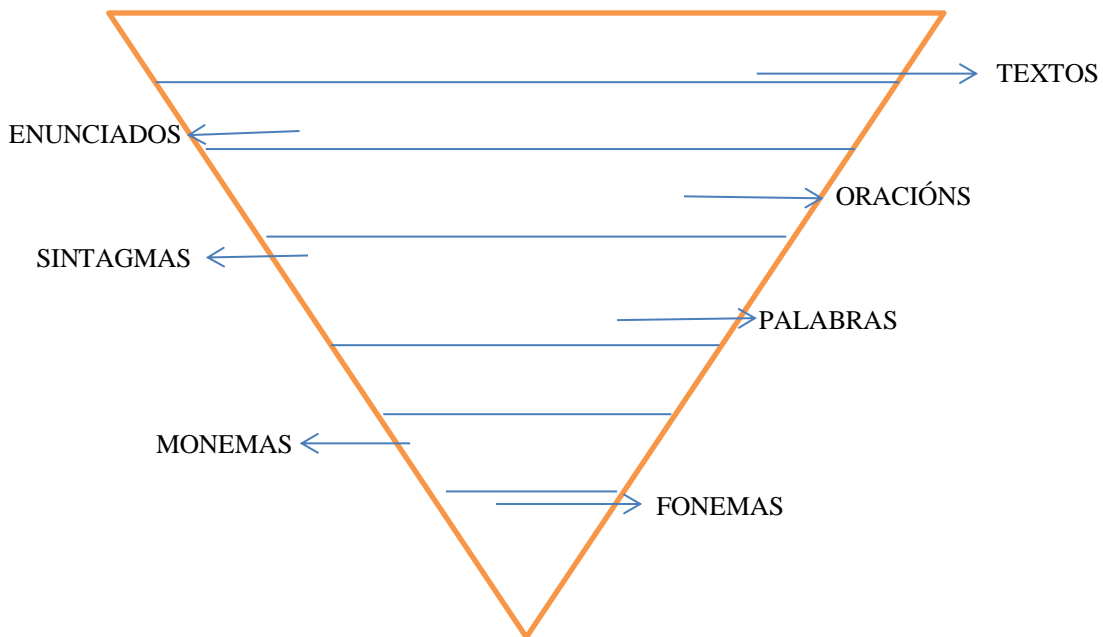 TEXTOS
ENUNCIADOS
ORACIÓNS
SINTAGMAS
PALABRAS
MONEMAS
FONEMAS